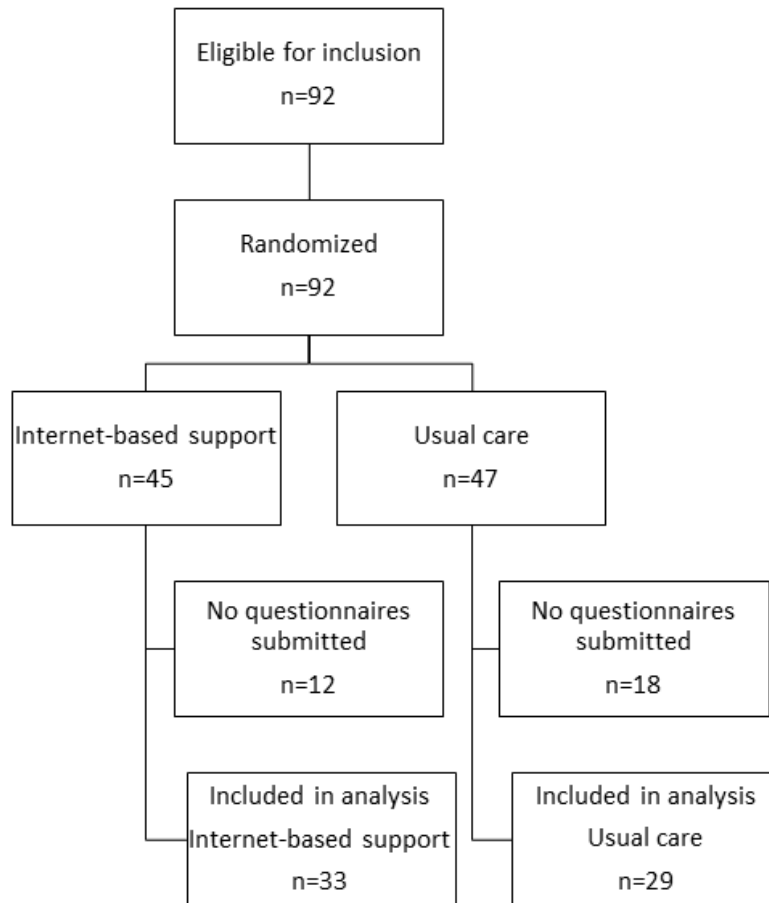 Eligible for inclusion
n=92
Randomized
n=92
Internet-based support
n=45
Usual care
n=47
No questionnaires
submitted
n=12
No questionnaires
submitted
n=18
Included in analysis
Internet-based support
n=33
Included in analysis
Usual care
n=29